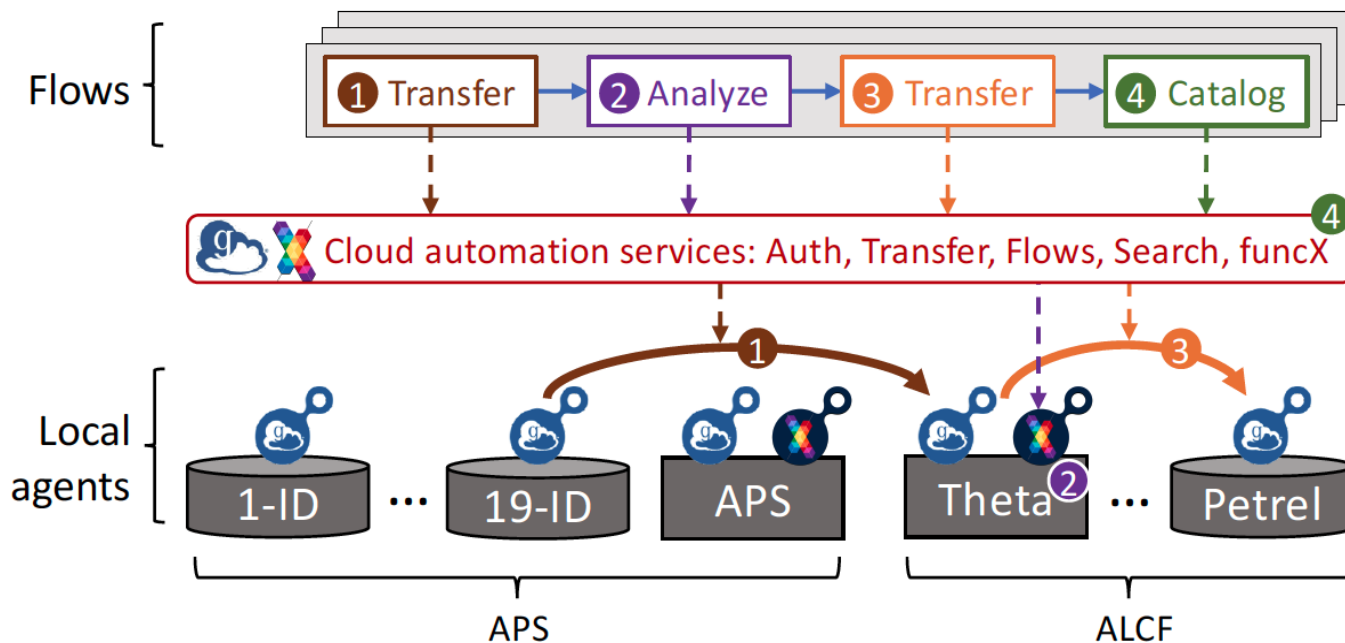 Flows
1 Transfer
2 Analyze
3 Transfer
4 Catalog
4
g Cloud automation services: Auth, Transfer, Flows, Search, funcX
1
3
Local
agents
g
g
g
g
g
1-ID
...
19-ID
APS
Theta
2
...
Petrel
APS
ALCF